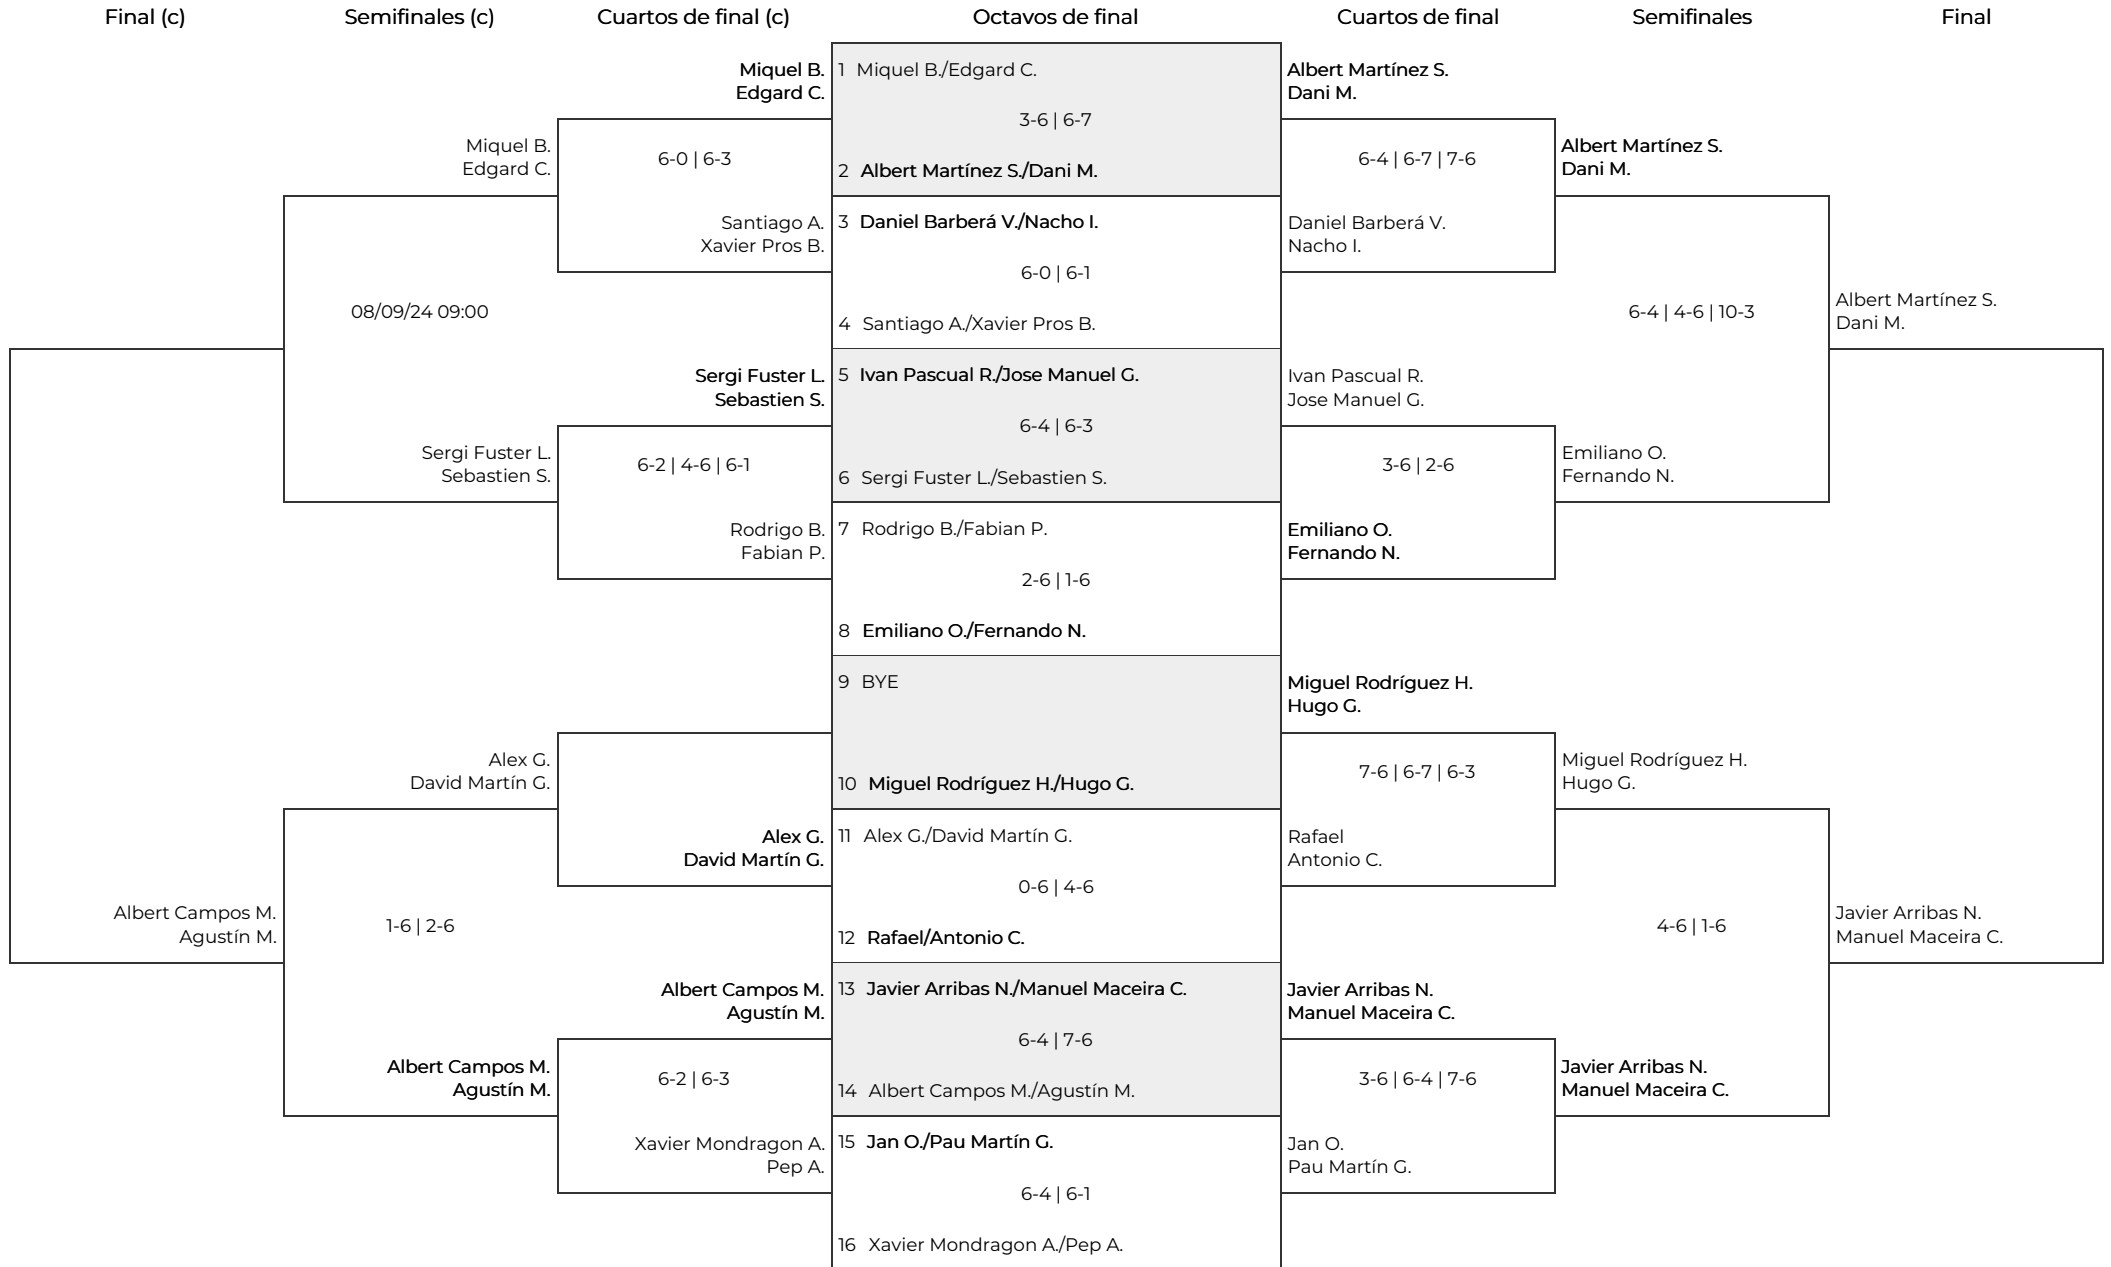 Final (c)
Semifinales (c)
Cuartos de final (c)
Octavos de final
Cuartos de final
Semifinales
Final
Miquel B.
Edgard C.
6-0 | 6-3
Santiago A.
Xavier Pros B.
Miquel B.
Edgard C.
08/09/24 09:00
Sergi Fuster L.
Sebastien S.
6-2 | 4-6 | 6-1
Rodrigo B.
Fabian P.
Sergi Fuster L.
Sebastien S.
Alex G.
David Martín G.
Alex G.
David Martín G.
1-6 | 2-6
Albert Campos M.
Agustín M.
Albert Campos M.
Agustín M.
6-2 | 6-3
Xavier Mondragon A.
Pep A.
Albert Campos M.
Agustín M.
1 Miquel B./Edgard C.
3-6 | 6-7
2 Albert Martínez S./Dani M.
3 Daniel Barberá V./Nacho I.
6-0 | 6-1
4 Santiago A./Xavier Pros B.
5 Ivan Pascual R./Jose Manuel G.
6-4 | 6-3
6 Sergi Fuster L./Sebastien S.
7 Rodrigo B./Fabian P.
2-6 | 1-6
8 Emiliano O./Fernando N.
9 BYE
10 Miguel Rodríguez H./Hugo G.
11 Alex G./David Martín G.
0-6 | 4-6
12 Rafael/Antonio C.
13 Javier Arribas N./Manuel Maceira C.
6-4 | 7-6
14 Albert Campos M./Agustín M.
15 Jan O./Pau Martín G.
6-4 | 6-1
16 Xavier Mondragon A./Pep A.
Albert Martínez S.
Dani M.
6-4 | 6-7 | 7-6
Daniel Barberá V.
Nacho I.
Ivan Pascual R.
Jose Manuel G.
3-6 | 2-6
Emiliano O.
Fernando N.
Miguel Rodríguez H.
Hugo G.
7-6 | 6-7 | 6-3
Rafael
Antonio C.
Javier Arribas N.
Manuel Maceira C.
3-6 | 6-4 | 7-6
Jan O.
Pau Martín G.
Albert Martínez S.
Dani M.
6-4 | 4-6 | 10-3
Emiliano O.
Fernando N.
Miguel Rodríguez H.
Hugo G.
4-6 | 1-6
Javier Arribas N.
Manuel Maceira C.
Albert Martínez S.
Dani M.
Javier Arribas N.
Manuel Maceira C.